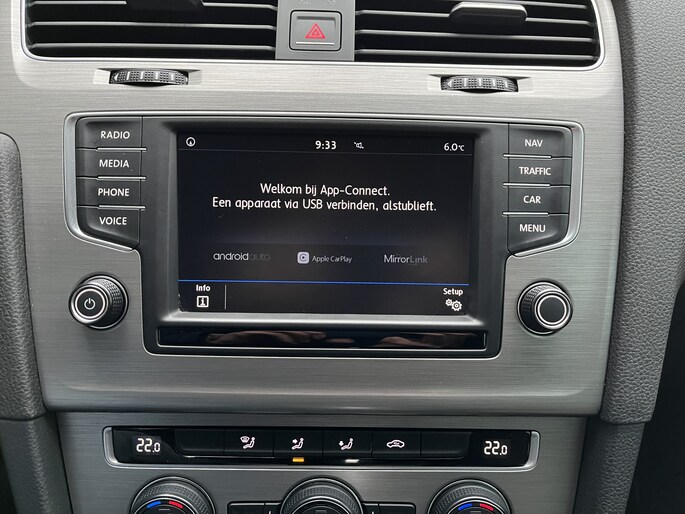 9:33
6.0°C
RADIO
MEDIA
PHONE
VOICE
NAV
TRAFFIC
CAR
MENU
Welkom bij App-Connect.
Een apparaat via USB verbinden, alstublieft.
androidauto
Apple CarPlay
MirrorLink
Info
Setup
22.0
22.0